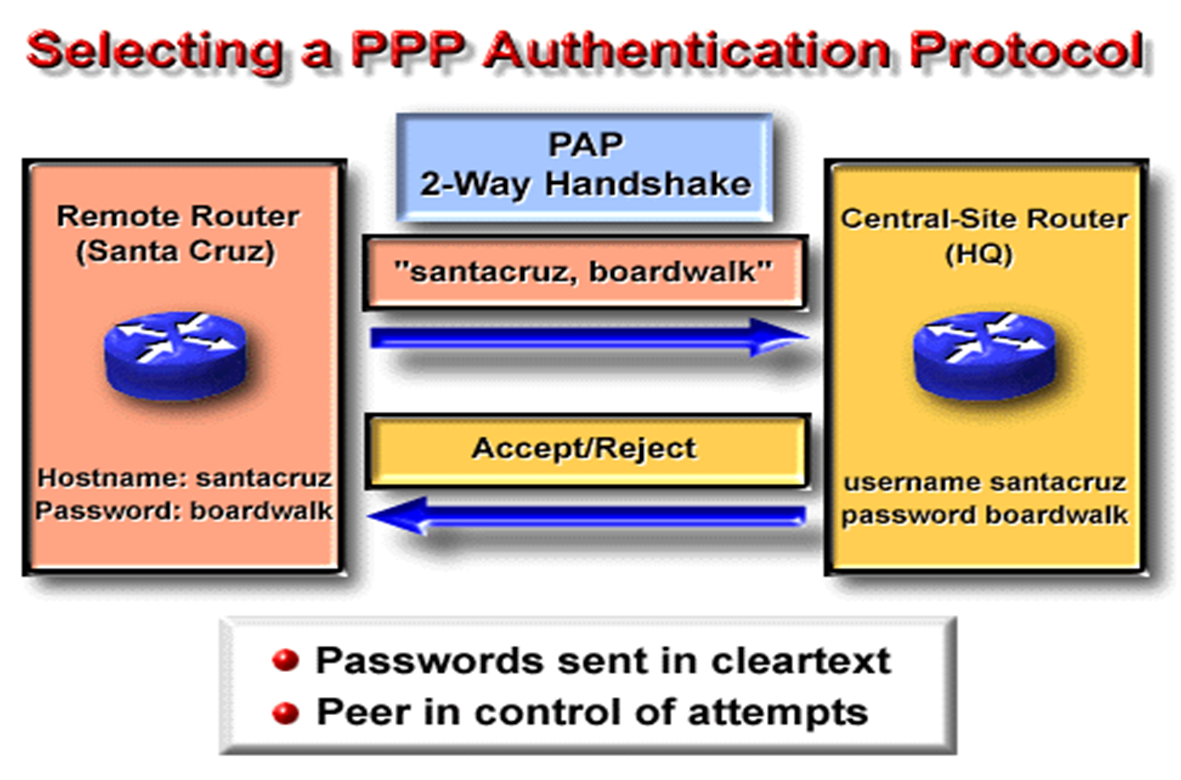 Selecting a PPP Authentication Protocol
PAP
2-Way Handshake
Remote Router
(Santa Cruz)
Hostname: santacruz
Password: boardwalk
"santacruz, boardwalk"
Accept/Reject
Central-Site Router
(HQ)
username santacruz
password boardwalk
Passwords sent in cleartext
Peer in control of attempts